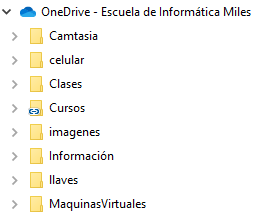 OneDrive - Escuela de Informática Miles
Camtasia
celular
Clases
Cursos
imagenes
Información
llaves
MaquinasVirtuales